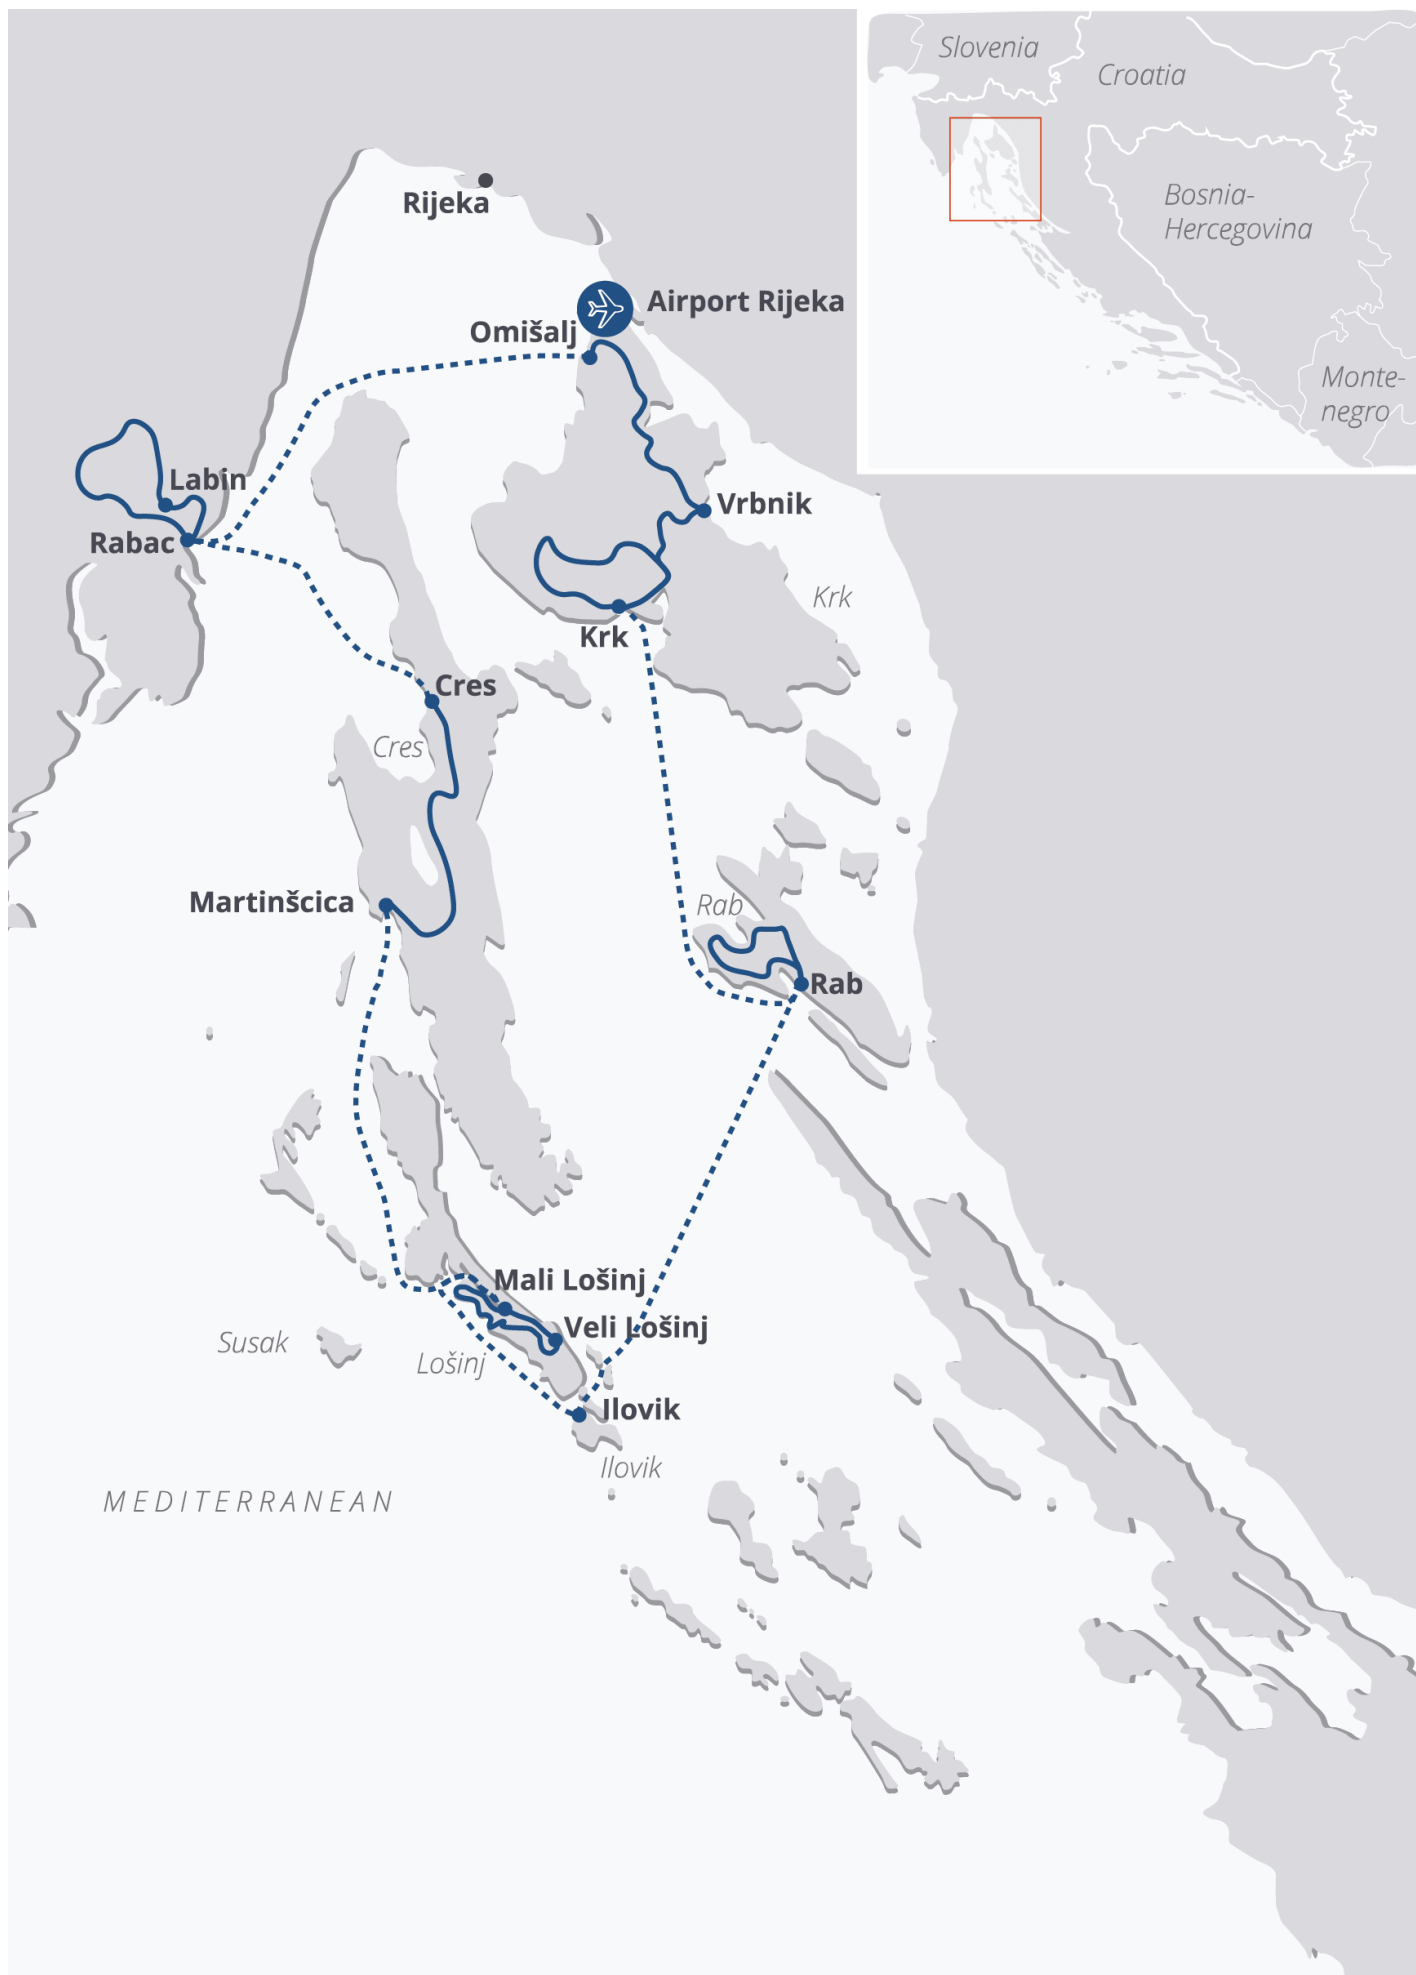 Slovenia
Croatia
Bosnia-
Hercegovina
Monte-
negro
Rijeka
Airport Rijeka
Omišalj
Labin
Vrbnik
Rabac
Krk
Krk
Cres
Cres
Martinšcica
Rab
Rab
Mali Lošinj
Veli Lošinj
Susak
Lošinj
Ilovik
Ilovik
MEDITERRANEAN